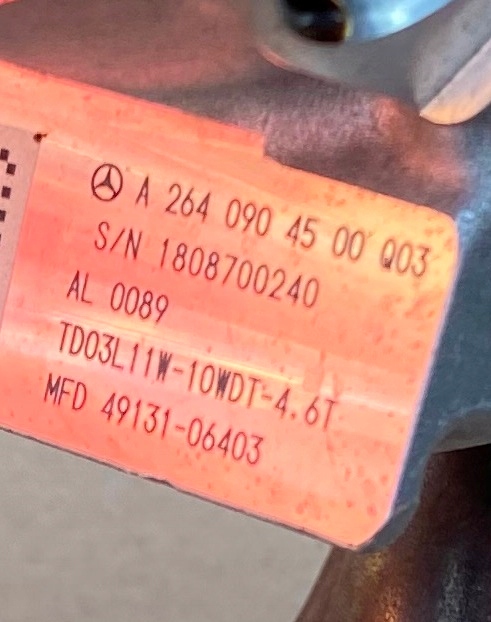 A 264 090 45 00 Q03
S/N 1808700240
AL 0089
TD03L11W-10WDT-4.6T
MFD 49131-06403